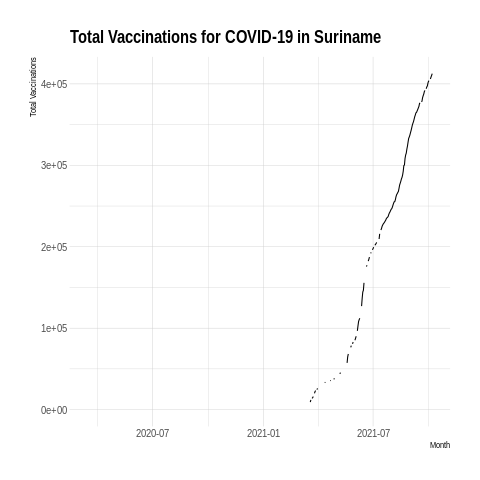 Total Vaccinations for COVID-19 in Suriname
Total Vaccinations
4e+05
3e+05
2e+05
1e+05
0e+00
2020-07 2021-01 2021-07
Month